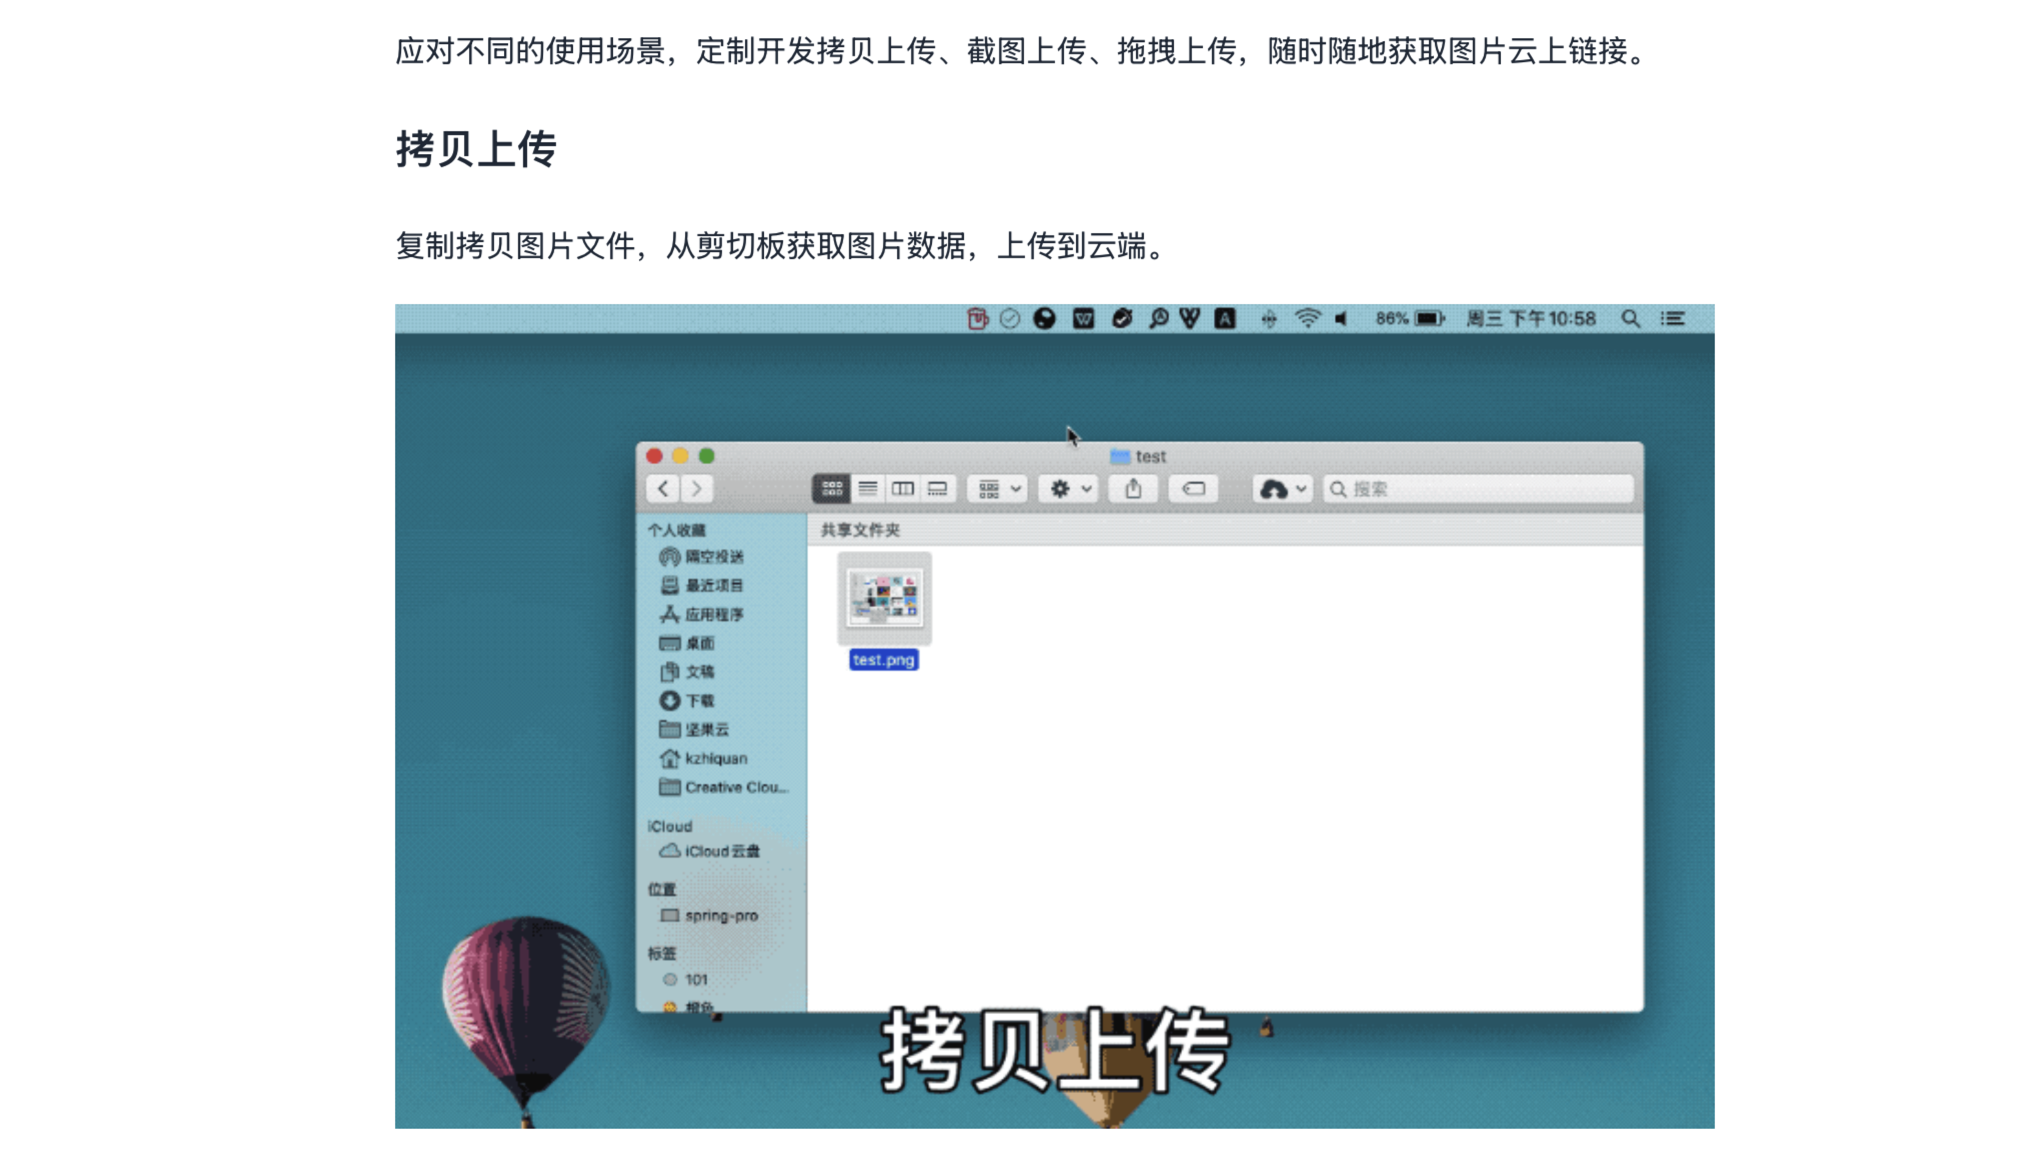 应对不同的使用场景，定制开发拷贝上传、截图上传、拖拽上传，随时随地获取图片云上链接。
拷贝上传
复制拷贝图片文件，从剪切板获取图片数据，上传到云端。
86% 周三 下午10:58
test
搜索
个人收藏
共享文件夹
隔空投送
最近项目
应用程序
桌面
文稿
下载
坚果云
kzhiquan
Creative Clou...
iCloud
iCloud 云盘
位置
spring-pro
标签
101
橙色
test.png
拷贝上传